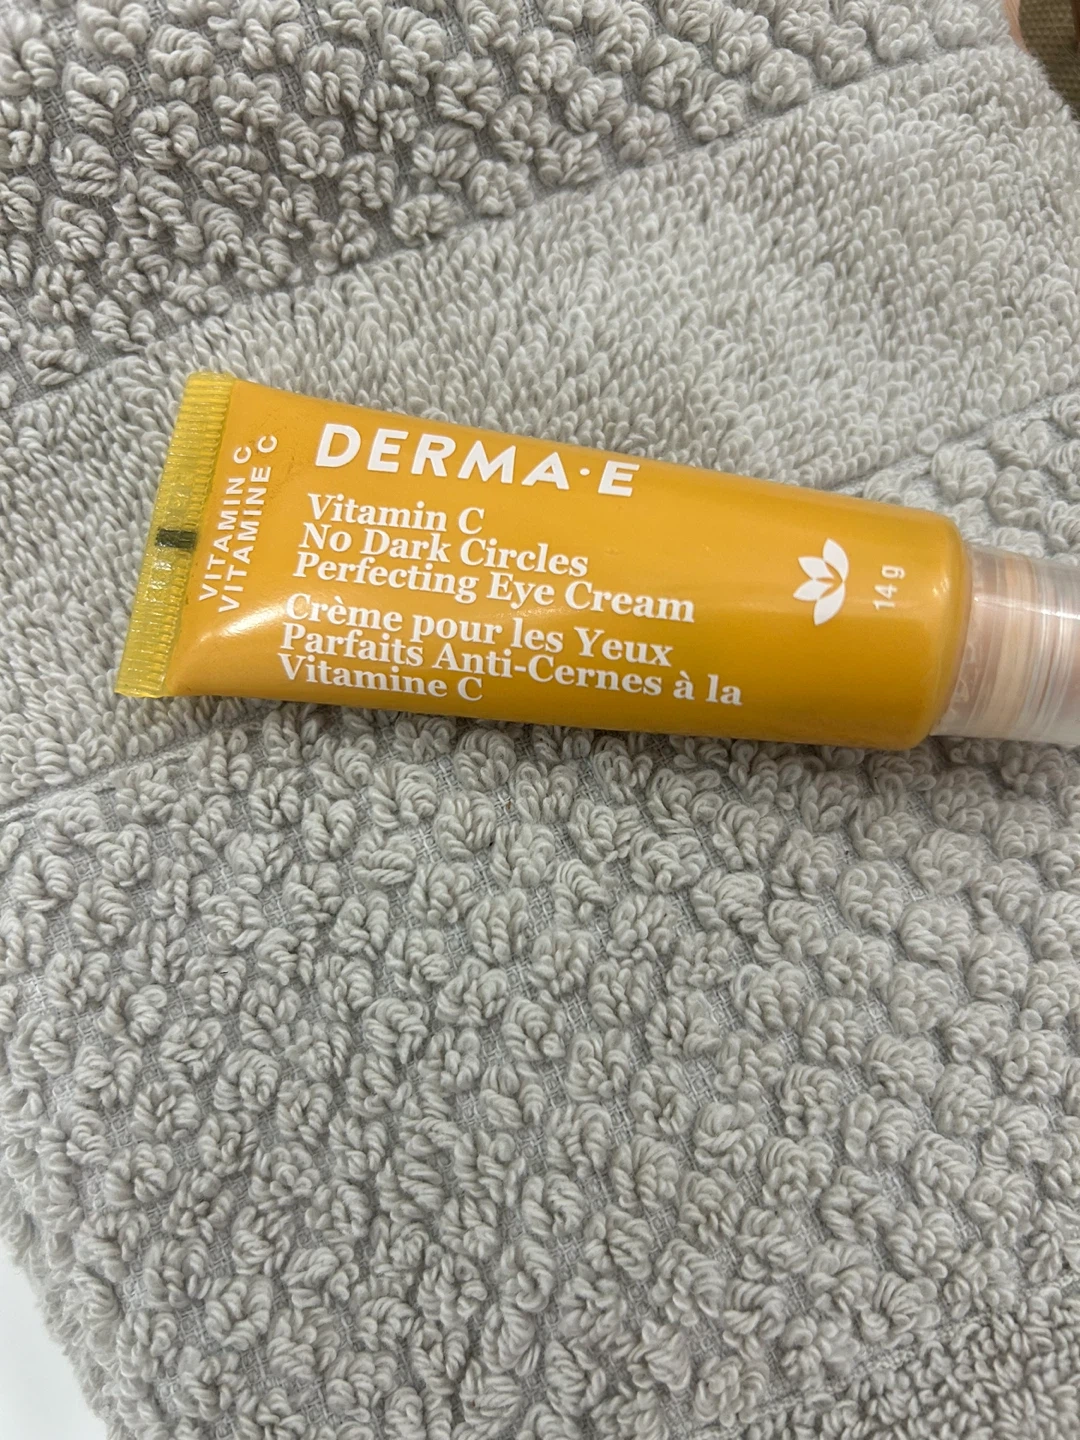 VITAMIN C
VITAMINE C
DERMA·E
Vitamin C
No Dark Circles
Perfecting Eye Cream
Crème pour les Yeux
Parfaits Anti-Cernes à la
Vitamine C
14 g